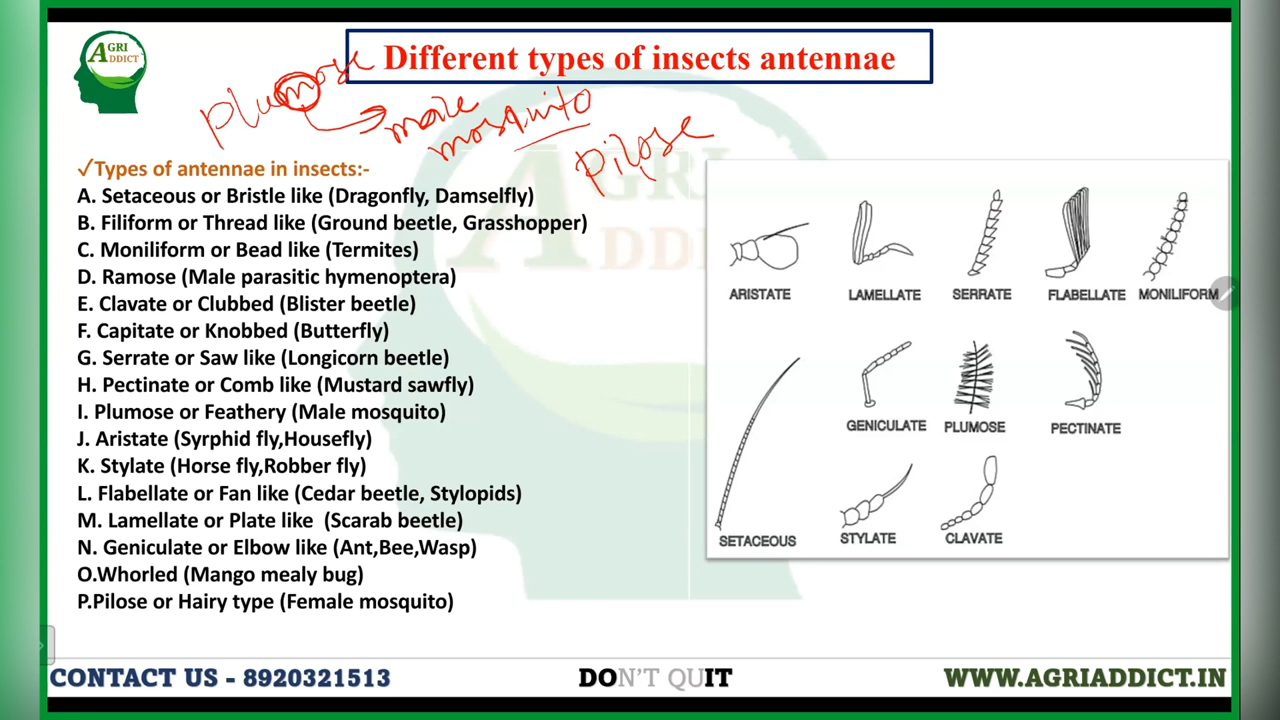 AGRI
ADDICT
Different types of insects antennae
plumose
male
mosquito
pilose
✓Types of antennae in insects:-
A. Setaceous or Bristle like (Dragonfly, Damselfly)
B. Filiform or Thread like (Ground beetle, Grasshopper)
C. Moniliform or Bead like (Termites)
D. Ramose (Male parasitic hymenoptera)
E. Clavate or Clubbed (Blister beetle)
F. Capitate or Knobbed (Butterfly)
G. Serrate or Saw like (Longicorn beetle)
H. Pectinate or Comb like (Mustard sawfly)
I. Plumose or Feathery (Male mosquito)
J. Aristate (Syrphid fly,Housefly)
K. Stylate (Horse fly,Robber fly)
L. Flabellate or Fan like (Cedar beetle, Stylopids)
M. Lamellate or Plate like  (Scarab beetle)
N. Geniculate or Elbow like (Ant,Bee,Wasp)
O.Whorled (Mango mealy bug)
P.Pilose or Hairy type (Female mosquito)
AGRI
ADDICT
ARISTATE LAMELLATE SERRATE FLABELLATE MONILIFORM
GENICULATE PLUMOSE PECTINATE
SETACEOUS STYLATE CLAVATE
CONTACT US - 8920321513 DON'T QUIT WWW.AGRIADDICT.IN